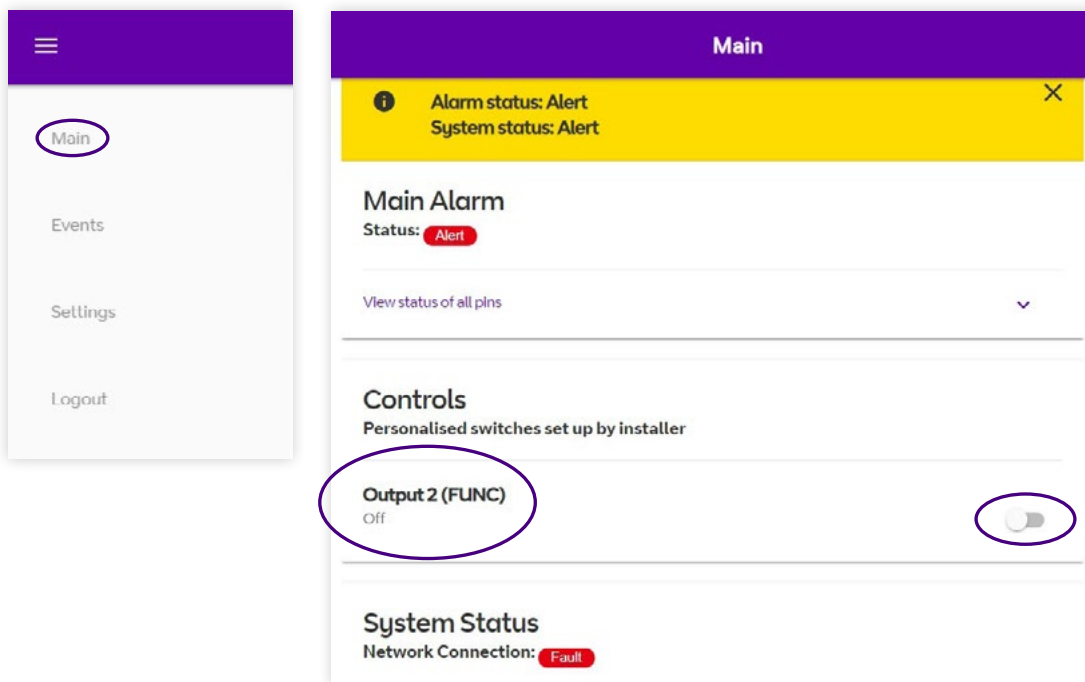 Main
Events
Settings
Logout
Main
Alarm status: Alert
System status: Alert
Main Alarm
Status: Alert
View status of all pins
Controls
Personalised switches set up by installer
Output 2 (FUNC)
Off
System Status
Network Connection: Fault